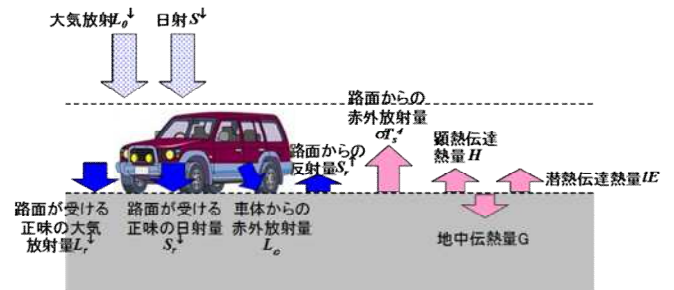 大気放射L₀↓
日射S↓
路面からの
赤外放射量
σTₛ⁴
路面からの
反射量Sᵣ↑
顕熱伝達
熱量H
潜熱伝達熱量lE
路面が受ける
正味の大気
放射量Lᵣ↓
路面が受ける
正味の日射量
Sᵣ↓
車体からの
赤外放射量
Lₒ
地中伝熱量G